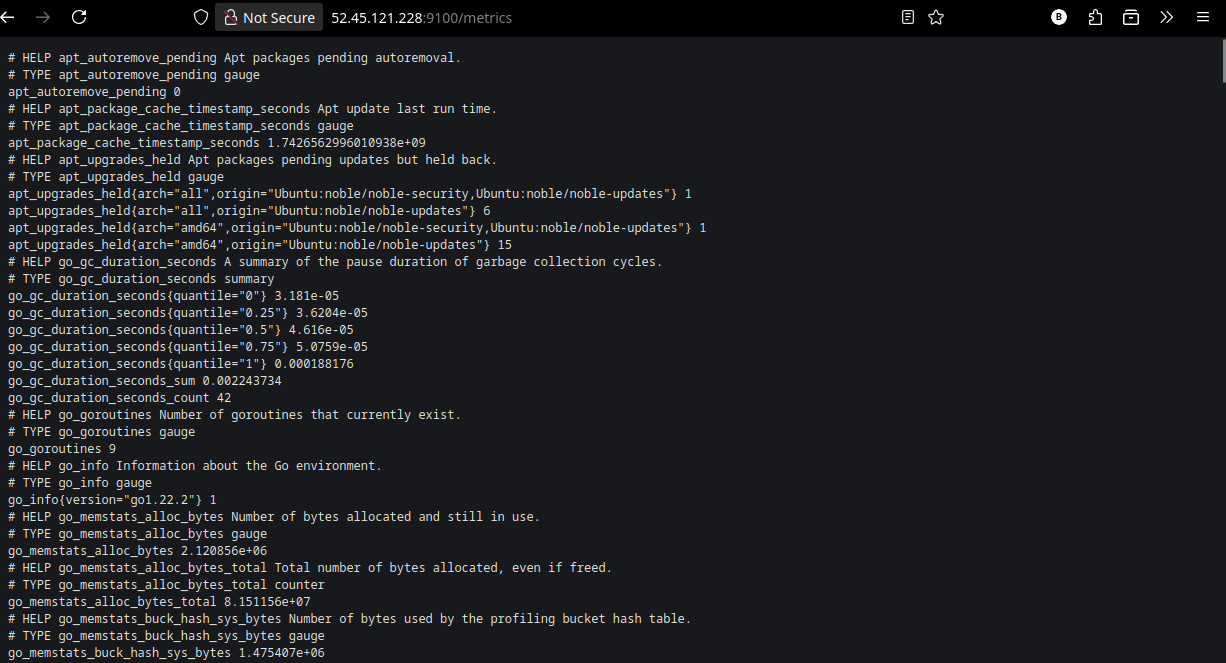 Not Secure 52.45.121.228:9100/metrics B
# HELP apt_autoremove_pending Apt packages pending autoremoval.
# TYPE apt_autoremove_pending gauge
apt_autoremove_pending 0
# HELP apt_package_cache_timestamp_seconds Apt update last run time.
# TYPE apt_package_cache_timestamp_seconds gauge
apt_package_cache_timestamp_seconds 1.7426562996010938e+09
# HELP apt_upgrades_held Apt packages pending updates but held back.
# TYPE apt_upgrades_held gauge
apt_upgrades_held{arch="all",origin="Ubuntu:noble/noble-security,Ubuntu:noble/noble-updates"} 1
apt_upgrades_held{arch="all",origin="Ubuntu:noble/noble-updates"} 6
apt_upgrades_held{arch="amd64",origin="Ubuntu:noble/noble-security,Ubuntu:noble/noble-updates"} 1
apt_upgrades_held{arch="amd64",origin="Ubuntu:noble/noble-updates"} 15
# HELP go_gc_duration_seconds A summary of the pause duration of garbage collection cycles.
# TYPE go_gc_duration_seconds summary
go_gc_duration_seconds{quantile="0"} 3.181e-05
go_gc_duration_seconds{quantile="0.25"} 3.6204e-05
go_gc_duration_seconds{quantile="0.5"} 4.616e-05
go_gc_duration_seconds{quantile="0.75"} 5.0759e-05
go_gc_duration_seconds{quantile="1"} 0.000188176
go_gc_duration_seconds_sum 0.002243734
go_gc_duration_seconds_count 42
# HELP go_goroutines Number of goroutines that currently exist.
# TYPE go_goroutines gauge
go_goroutines 9
# HELP go_info Information about the Go environment.
# TYPE go_info gauge
go_info{version="go1.22.2"} 1
# HELP go_memstats_alloc_bytes Number of bytes allocated and still in use.
# TYPE go_memstats_alloc_bytes gauge
go_memstats_alloc_bytes 2.120856e+06
# HELP go_memstats_alloc_bytes_total Total number of bytes allocated, even if freed.
# TYPE go_memstats_alloc_bytes_total counter
go_memstats_alloc_bytes_total 8.151156e+07
# HELP go_memstats_buck_hash_sys_bytes Number of bytes used by the profiling bucket hash table.
# TYPE go_memstats_buck_hash_sys_bytes gauge
go_memstats_buck_hash_sys_bytes 1.475407e+06